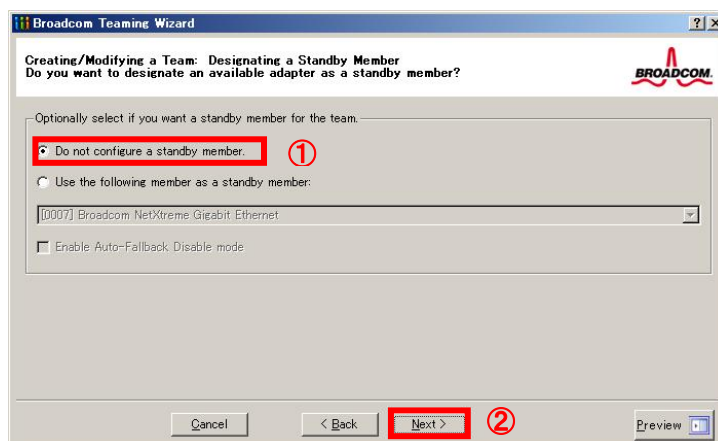 Broadcom Teaming Wizard
Creating/Modifying a Team: Designating a Standby Member
Do you want to designate an available adapter as a standby member?
BROADCOM.
Optionally select if you want a standby member for the team.
Do not configure a standby member.
①
Use the following member as a standby member:
[0007] Broadcom NetXtreme Gigabit Ethernet
Enable Auto-Fallback Disable mode
Cancel
< Back
Next >
②
Preview